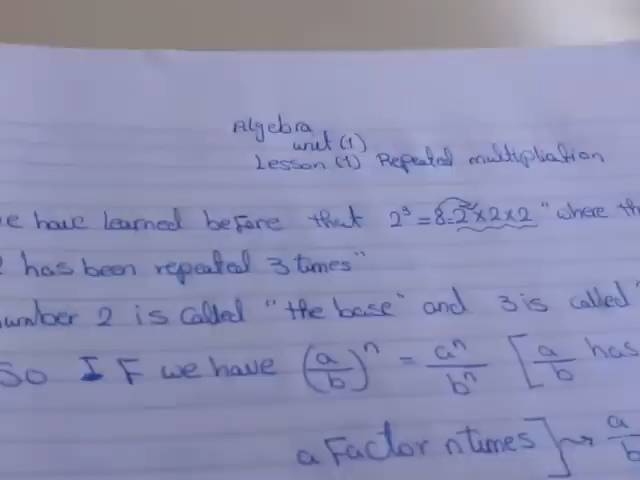 Algebra
unit (1)
Lesson (1) Repeated multipliation
e have learned before that 2³ = 8 = 2 × 2 × 2 "where th
2 has been repeated 3 times"
number 2 is called "the base" and 3 is called "
So IF we have (a/b)ⁿ = aⁿ/bⁿ [a/b has
a Factor n times] → a/b